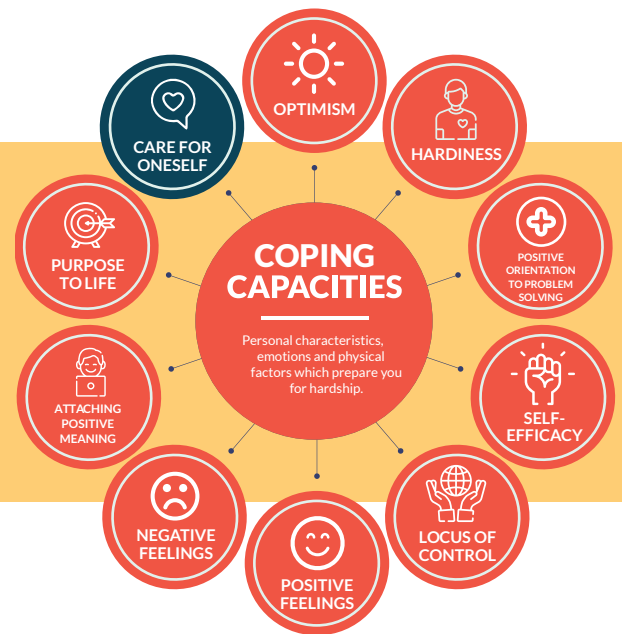 COPING
CAPACITIES
Personal characteristics,
emotions and physical
factors which prepare you
for hardship.
OPTIMISM
HARDINESS
POSITIVE
ORIENTATION
TO PROBLEM
SOLVING
SELF-
EFFICACY
LOCUS OF
CONTROL
POSITIVE
FEELINGS
NEGATIVE
FEELINGS
ATTACHING
POSITIVE
MEANING
PURPOSE
TO LIFE
CARE FOR
ONESELF